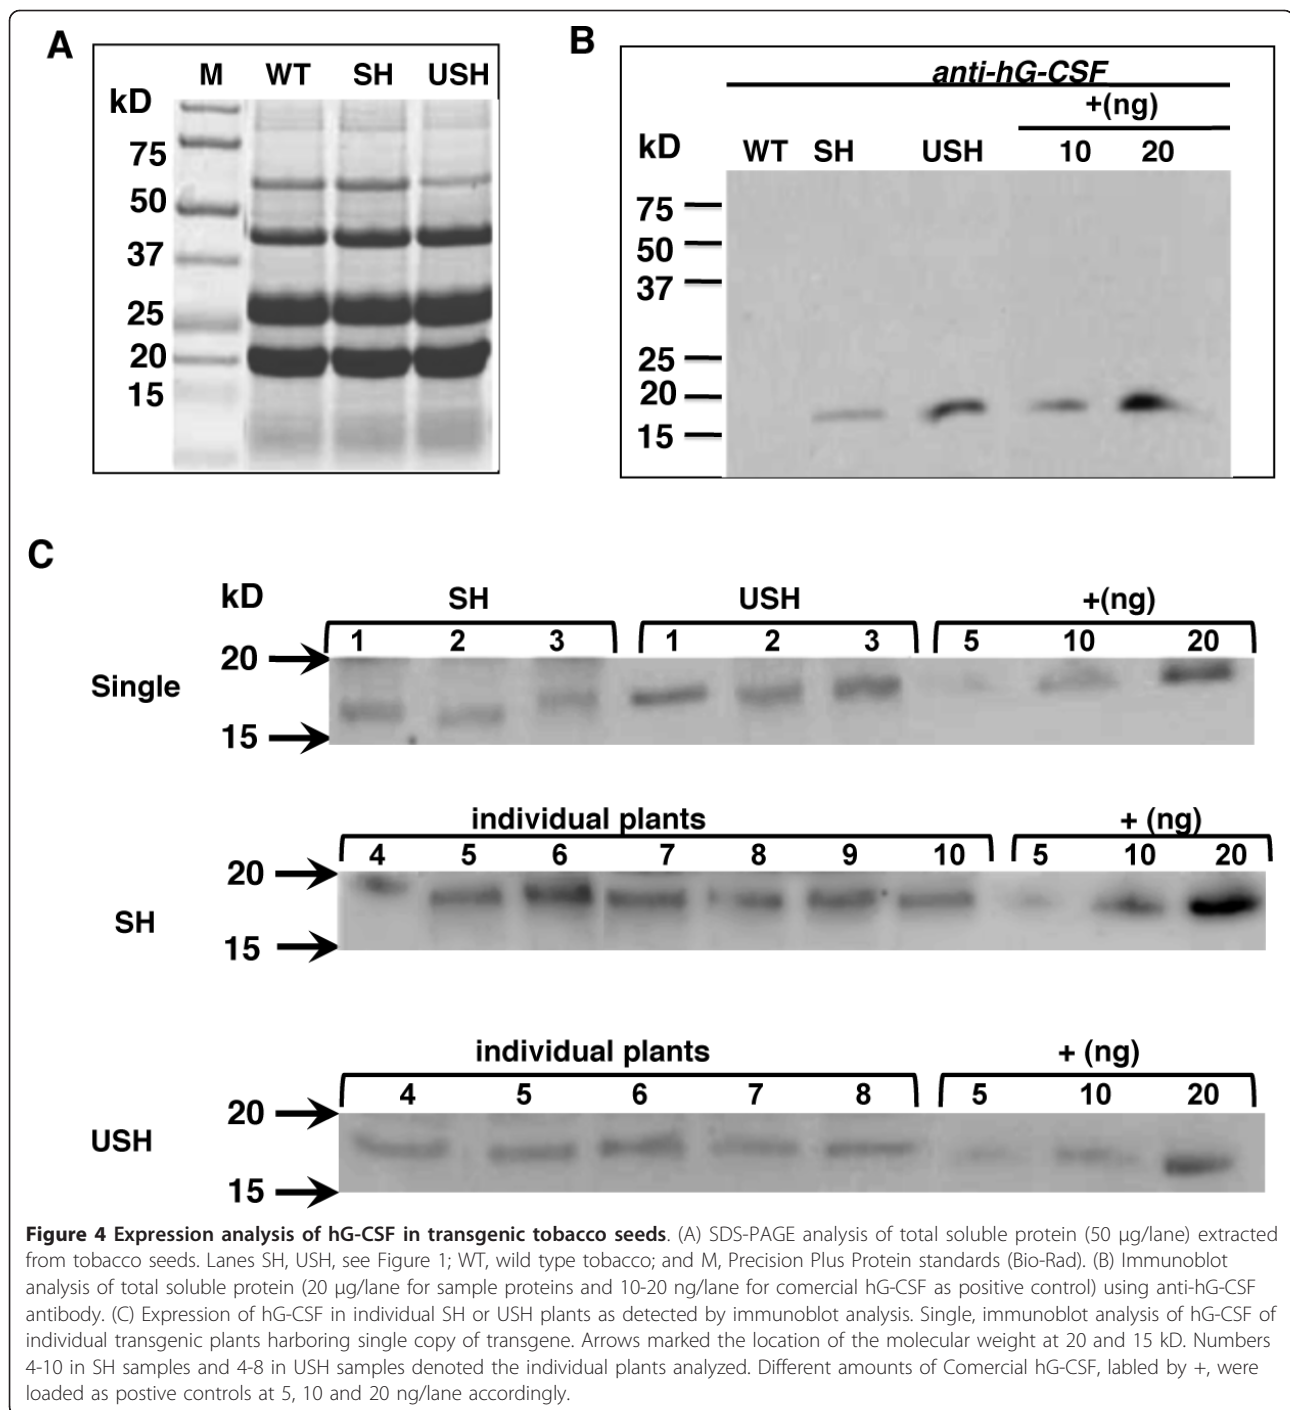 A
M WT SH USH
kD
75
50
37
25
20
15
B
anti-hG-CSF
+(ng)
kD WT SH USH 10 20
75
50
37
25
20
15
C
kD SH USH +(ng)
1 2 3 1 2 3 5 10 20
20
Single
15
individual plants + (ng)
4 5 6 7 8 9 10 5 10 20
20
SH
15
individual plants + (ng)
4 5 6 7 8 5 10 20
20
USH
15
Figure 4 Expression analysis of hG-CSF in transgenic tobacco seeds. (A) SDS-PAGE analysis of total soluble protein (50 μg/lane) extracted
from tobacco seeds. Lanes SH, USH, see Figure 1; WT, wild type tobacco; and M, Precision Plus Protein standards (Bio-Rad). (B) Immunoblot
analysis of total soluble protein (20 μg/lane for sample proteins and 10-20 ng/lane for comercial hG-CSF as positive control) using anti-hG-CSF
antibody. (C) Expression of hG-CSF in individual SH or USH plants as detected by immunoblot analysis. Single, immunoblot analysis of hG-CSF of
individual transgenic plants harboring single copy of transgene. Arrows marked the location of the molecular weight at 20 and 15 kD. Numbers
4-10 in SH samples and 4-8 in USH samples denoted the individual plants analyzed. Different amounts of Comercial hG-CSF, labled by +, were
loaded as postive controls at 5, 10 and 20 ng/lane accordingly.